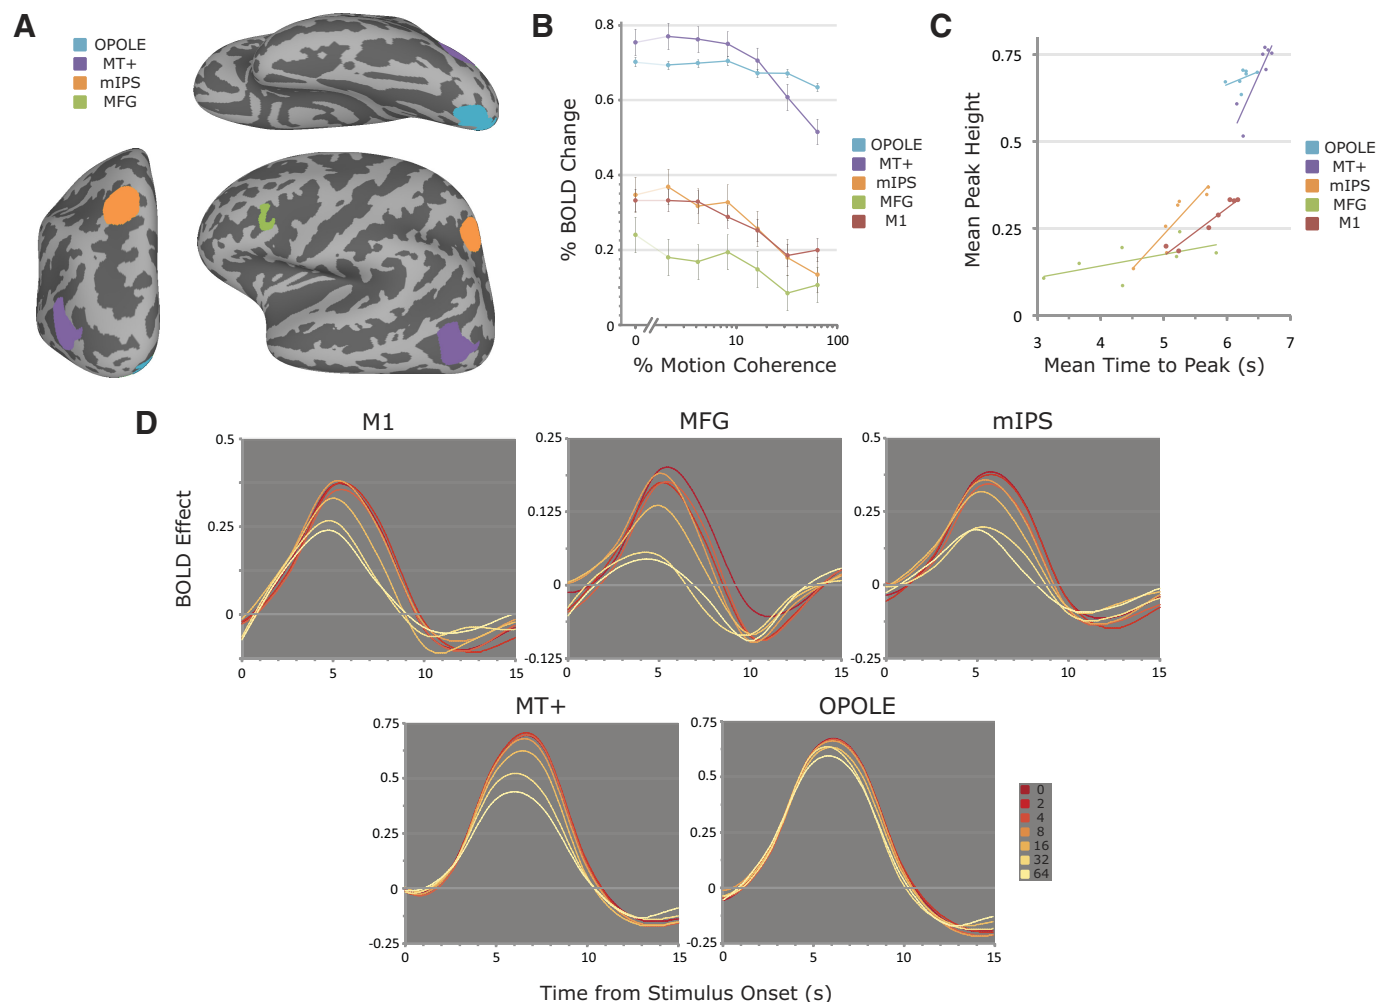 A
OPOLE
MT+
mIPS
MFG
B
0.8
0.6
0.4
0.2
0
% BOLD Change
0
10
100
% Motion Coherence
OPOLE
MT+
mIPS
MFG
M1
C
0.75
0.5
0.25
0
Mean Peak Height
3 4 5 6 7
Mean Time to Peak (s)
OPOLE
MT+
mIPS
MFG
M1
D
M1
0.5
0.25
0
BOLD Effect
0 5 10 15
MFG
0.25
0.125
0
-0.125
0 5 10 15
mIPS
0.5
0.25
0
-0.25
0 5 10 15
MT+
0.75
0.5
0.25
0
-0.25
0 5 10 15
OPOLE
0.75
0.5
0.25
0
-0.25
0 5 10 15
0
2
4
8
16
32
64
Time from Stimulus Onset (s)